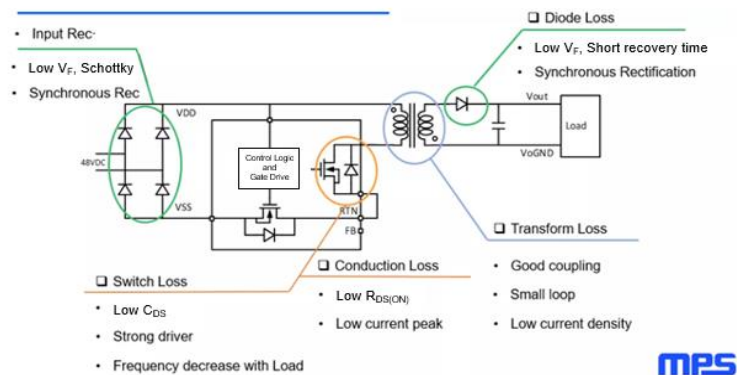 Input Rec
Low VF, Schottky
Synchronous Rec
Diode Loss
Low VF, Short recovery time
Synchronous Rectification
VDD
Vout
Load
48VDC
Control Logic
and
Gate Drive
VoGND
VSS
RTN
FB
Transform Loss
Good coupling
Small loop
Low current density
Conduction Loss
Low RDS(ON)
Low current peak
Switch Loss
Low CDS
Strong driver
Frequency decrease with Load
mps